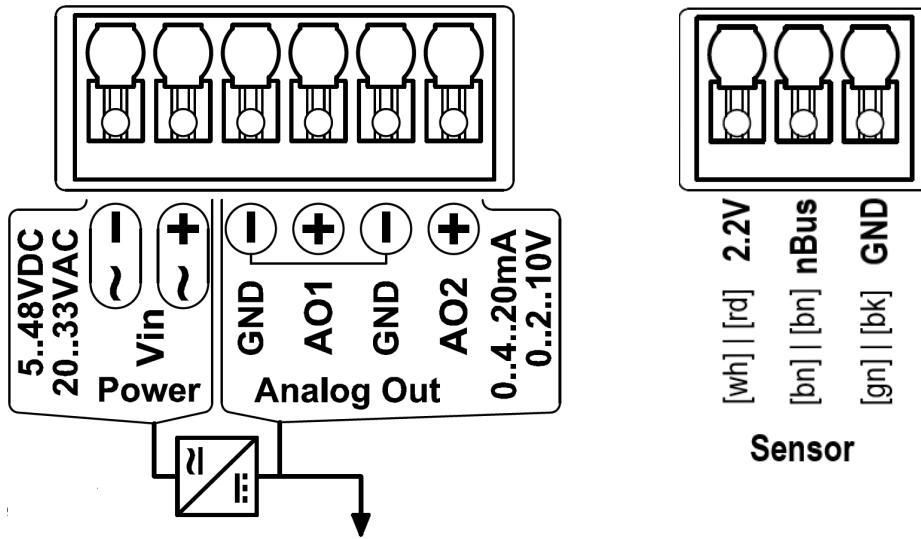 5..48VDC
20..33VAC
− +
~ ~
Vin
Power
− + − +
GND AO1 GND AO2
0..4..20mA
0..2..10V
Analog Out
2.2V nBus GND
[wh] | [rd] [bn] | [bn] [gn] | [bk]
Sensor